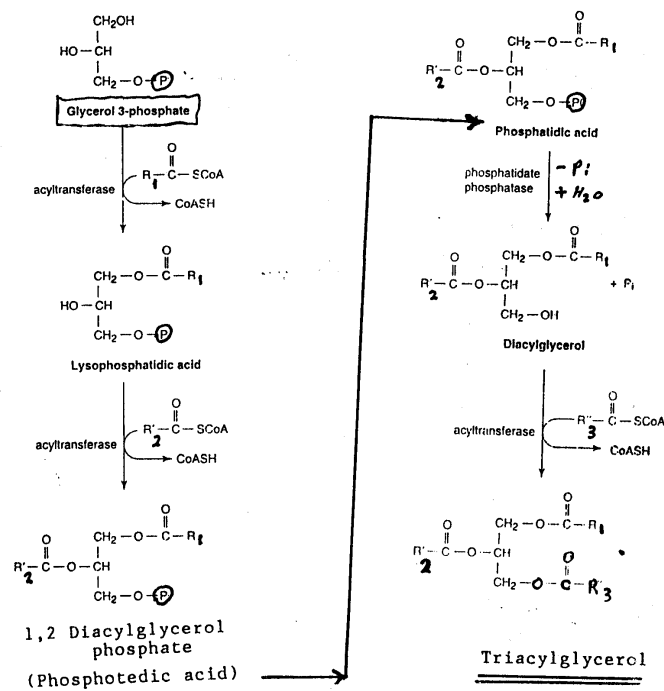 CH₂OH
HO—CH
CH₂—O—P
Glycerol 3-phosphate
O
R₁—C—SCoA
acyltransferase
CoASH
O
CH₂—O—C—R₁
HO—CH
CH₂—O—P
Lysophosphatidic acid
O
R'₂—C—SCoA
acyltransferase
CoASH
O
O CH₂—O—C—R₁
R'₂—C—O—CH
CH₂—O—P
1,2 Diacylglycerol
phosphate
(Phosphotedic acid)
O
O CH₂—O—C—R₁
R'₂—C—O—CH
CH₂—O—Pi
Phosphatidic acid
phosphatidate
phosphatase
- Pi
+ H₂O
O
O CH₂—O—C—R₁
R'₂—C—O—CH + Pi
CH₂—OH
Diacylglycerol
O
R''₃—C—SCoA
acyltransferase
CoASH
O
O CH₂—O—C—R₁
R'₂—C—O—CH O
CH₂—O—C—R₃
Triacylglycerol